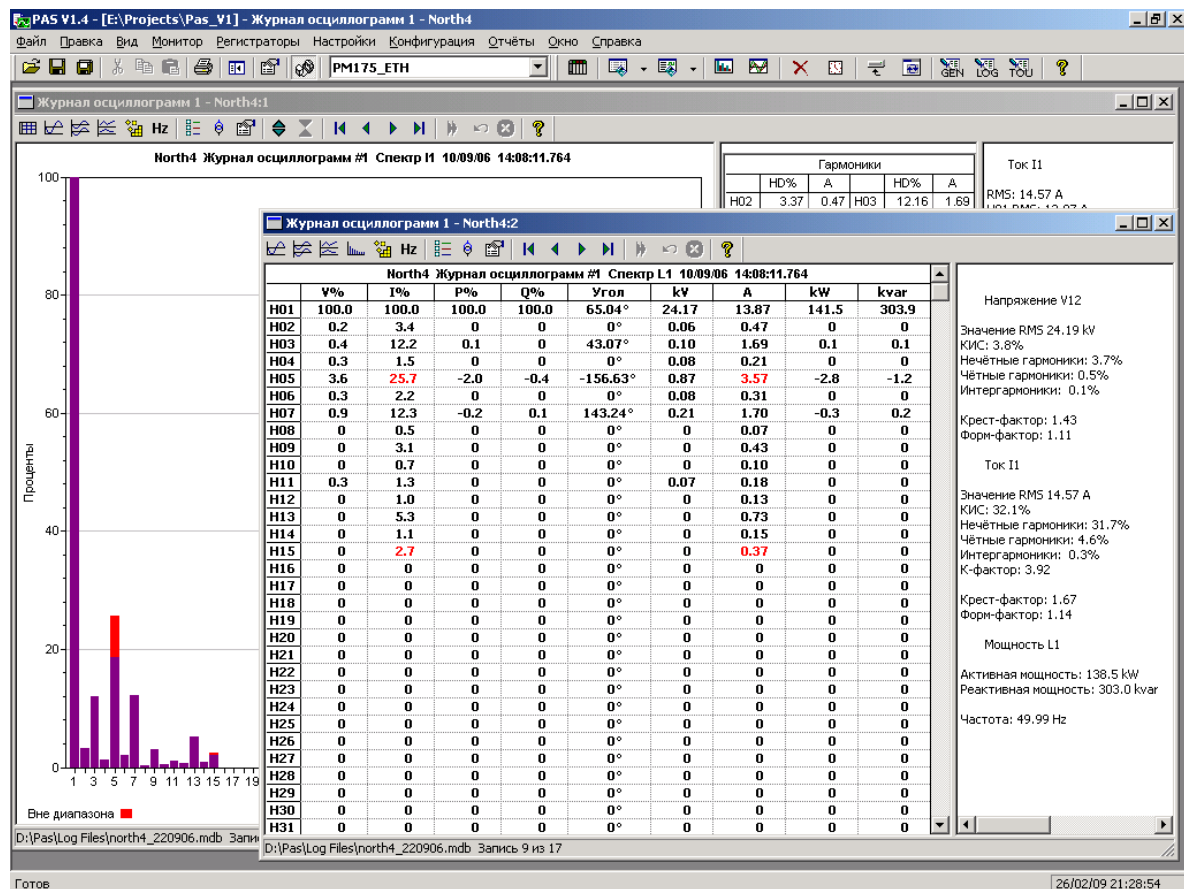 PAS V1.4 - [E:\Projects\Pas_V1] - Журнал осциллограмм 1 - North4
Файл Правка Вид Монитор Регистраторы Настройки Конфигурация Отчёты Окно Справка
PM175_ETH
GEN LOG TOU
Журнал осциллограмм 1 - North4:1
Hz
North4 Журнал осциллограмм #1 Спектр I1 10/09/06 14:08:11.764
100
80
60
40
20
0
Проценты
1 3 5 7 9 11 13 15 17 19
Вне диапазона
Гармоники
HD% A HD% A
H02 3.37 0.47 H03 12.16 1.69
Ток I1
RMS: 14.57 A
D:\Pas\Log Files\north4_220906.mdb
Журнал осциллограмм 1 - North4:2
Hz
North4 Журнал осциллограмм #1 Спектр L1 10/09/06 14:08:11.764
V% I% P% Q% Угол kV A kW kvar
H01 100.0 100.0 100.0 100.0 65.04° 24.17 13.87 141.5 303.9
H02 0.2 3.4 0 0 0° 0.06 0.47 0 0
H03 0.4 12.2 0.1 0 43.07° 0.10 1.69 0.1 0.1
H04 0.3 1.5 0 0 0° 0.08 0.21 0 0
H05 3.6 25.7 -2.0 -0.4 -156.63° 0.87 3.57 -2.8 -1.2
H06 0.3 2.2 0 0 0° 0.08 0.31 0 0
H07 0.9 12.3 -0.2 0.1 143.24° 0.21 1.70 -0.3 0.2
H08 0 0.5 0 0 0° 0 0.07 0 0
H09 0 3.1 0 0 0° 0 0.43 0 0
H10 0 0.7 0 0 0° 0 0.10 0 0
H11 0.3 1.3 0 0 0° 0.07 0.18 0 0
H12 0 1.0 0 0 0° 0 0.13 0 0
H13 0 5.3 0 0 0° 0 0.73 0 0
H14 0 1.1 0 0 0° 0 0.15 0 0
H15 0 2.7 0 0 0° 0 0.37 0 0
H16 0 0 0 0 0° 0 0 0 0
H17 0 0 0 0 0° 0 0 0 0
H18 0 0 0 0 0° 0 0 0 0
H19 0 0 0 0 0° 0 0 0 0
H20 0 0 0 0 0° 0 0 0 0
H21 0 0 0 0 0° 0 0 0 0
H22 0 0 0 0 0° 0 0 0 0
H23 0 0 0 0 0° 0 0 0 0
H24 0 0 0 0 0° 0 0 0 0
H25 0 0 0 0 0° 0 0 0 0
H26 0 0 0 0 0° 0 0 0 0
H27 0 0 0 0 0° 0 0 0 0
H28 0 0 0 0 0° 0 0 0 0
H29 0 0 0 0 0° 0 0 0 0
H30 0 0 0 0 0° 0 0 0 0
H31 0 0 0 0 0° 0 0 0 0
Напряжение V12
Значение RMS 24.19 kV
КИС: 3.8%
Нечётные гармоники: 3.7%
Чётные гармоники: 0.5%
Интергармоники: 0.1%
Крест-фактор: 1.43
Форм-фактор: 1.11
Ток I1
Значение RMS 14.57 A
КИС: 32.1%
Нечётные гармоники: 31.7%
Чётные гармоники: 4.6%
Интергармоники: 0.3%
K-фактор: 3.92
Крест-фактор: 1.67
Форм-фактор: 1.14
Мощность L1
Активная мощность: 138.5 kW
Реактивная мощность: 303.0 kvar
Частота: 49.99 Hz
D:\Pas\Log Files\north4_220906.mdb Запись 9 из 17
Готов
26/02/09 21:28:54